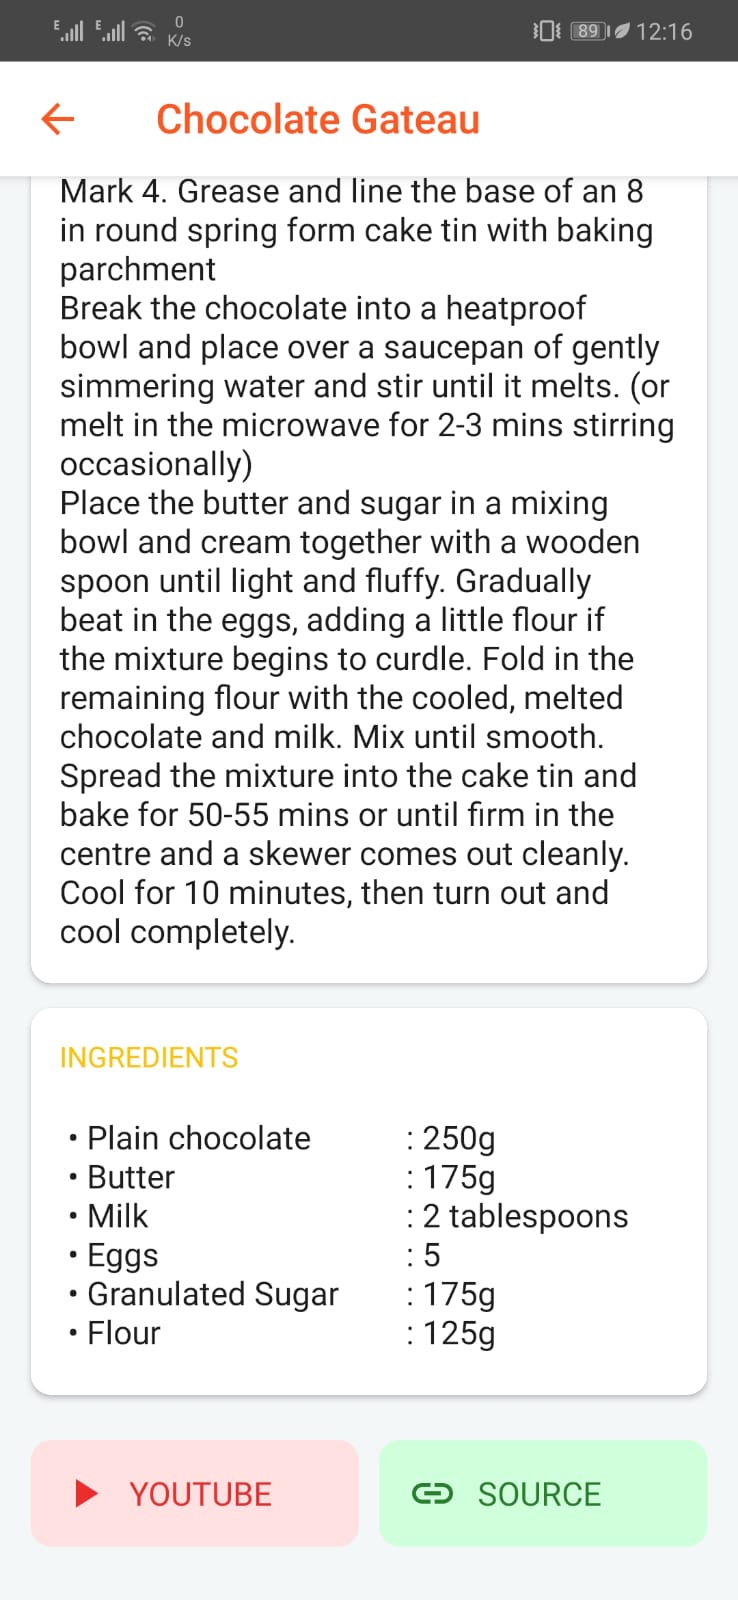 E E 0 K/s 89 12:16
Chocolate Gateau
Mark 4. Grease and line the base of an 8
in round spring form cake tin with baking
parchment
Break the chocolate into a heatproof
bowl and place over a saucepan of gently
simmering water and stir until it melts. (or
melt in the microwave for 2-3 mins stirring
occasionally)
Place the butter and sugar in a mixing
bowl and cream together with a wooden
spoon until light and fluffy. Gradually
beat in the eggs, adding a little flour if
the mixture begins to curdle. Fold in the
remaining flour with the cooled, melted
chocolate and milk. Mix until smooth.
Spread the mixture into the cake tin and
bake for 50-55 mins or until firm in the
centre and a skewer comes out cleanly.
Cool for 10 minutes, then turn out and
cool completely.
INGREDIENTS
• Plain chocolate : 250g
• Butter : 175g
• Milk : 2 tablespoons
• Eggs : 5
• Granulated Sugar : 175g
• Flour : 125g
YOUTUBE SOURCE